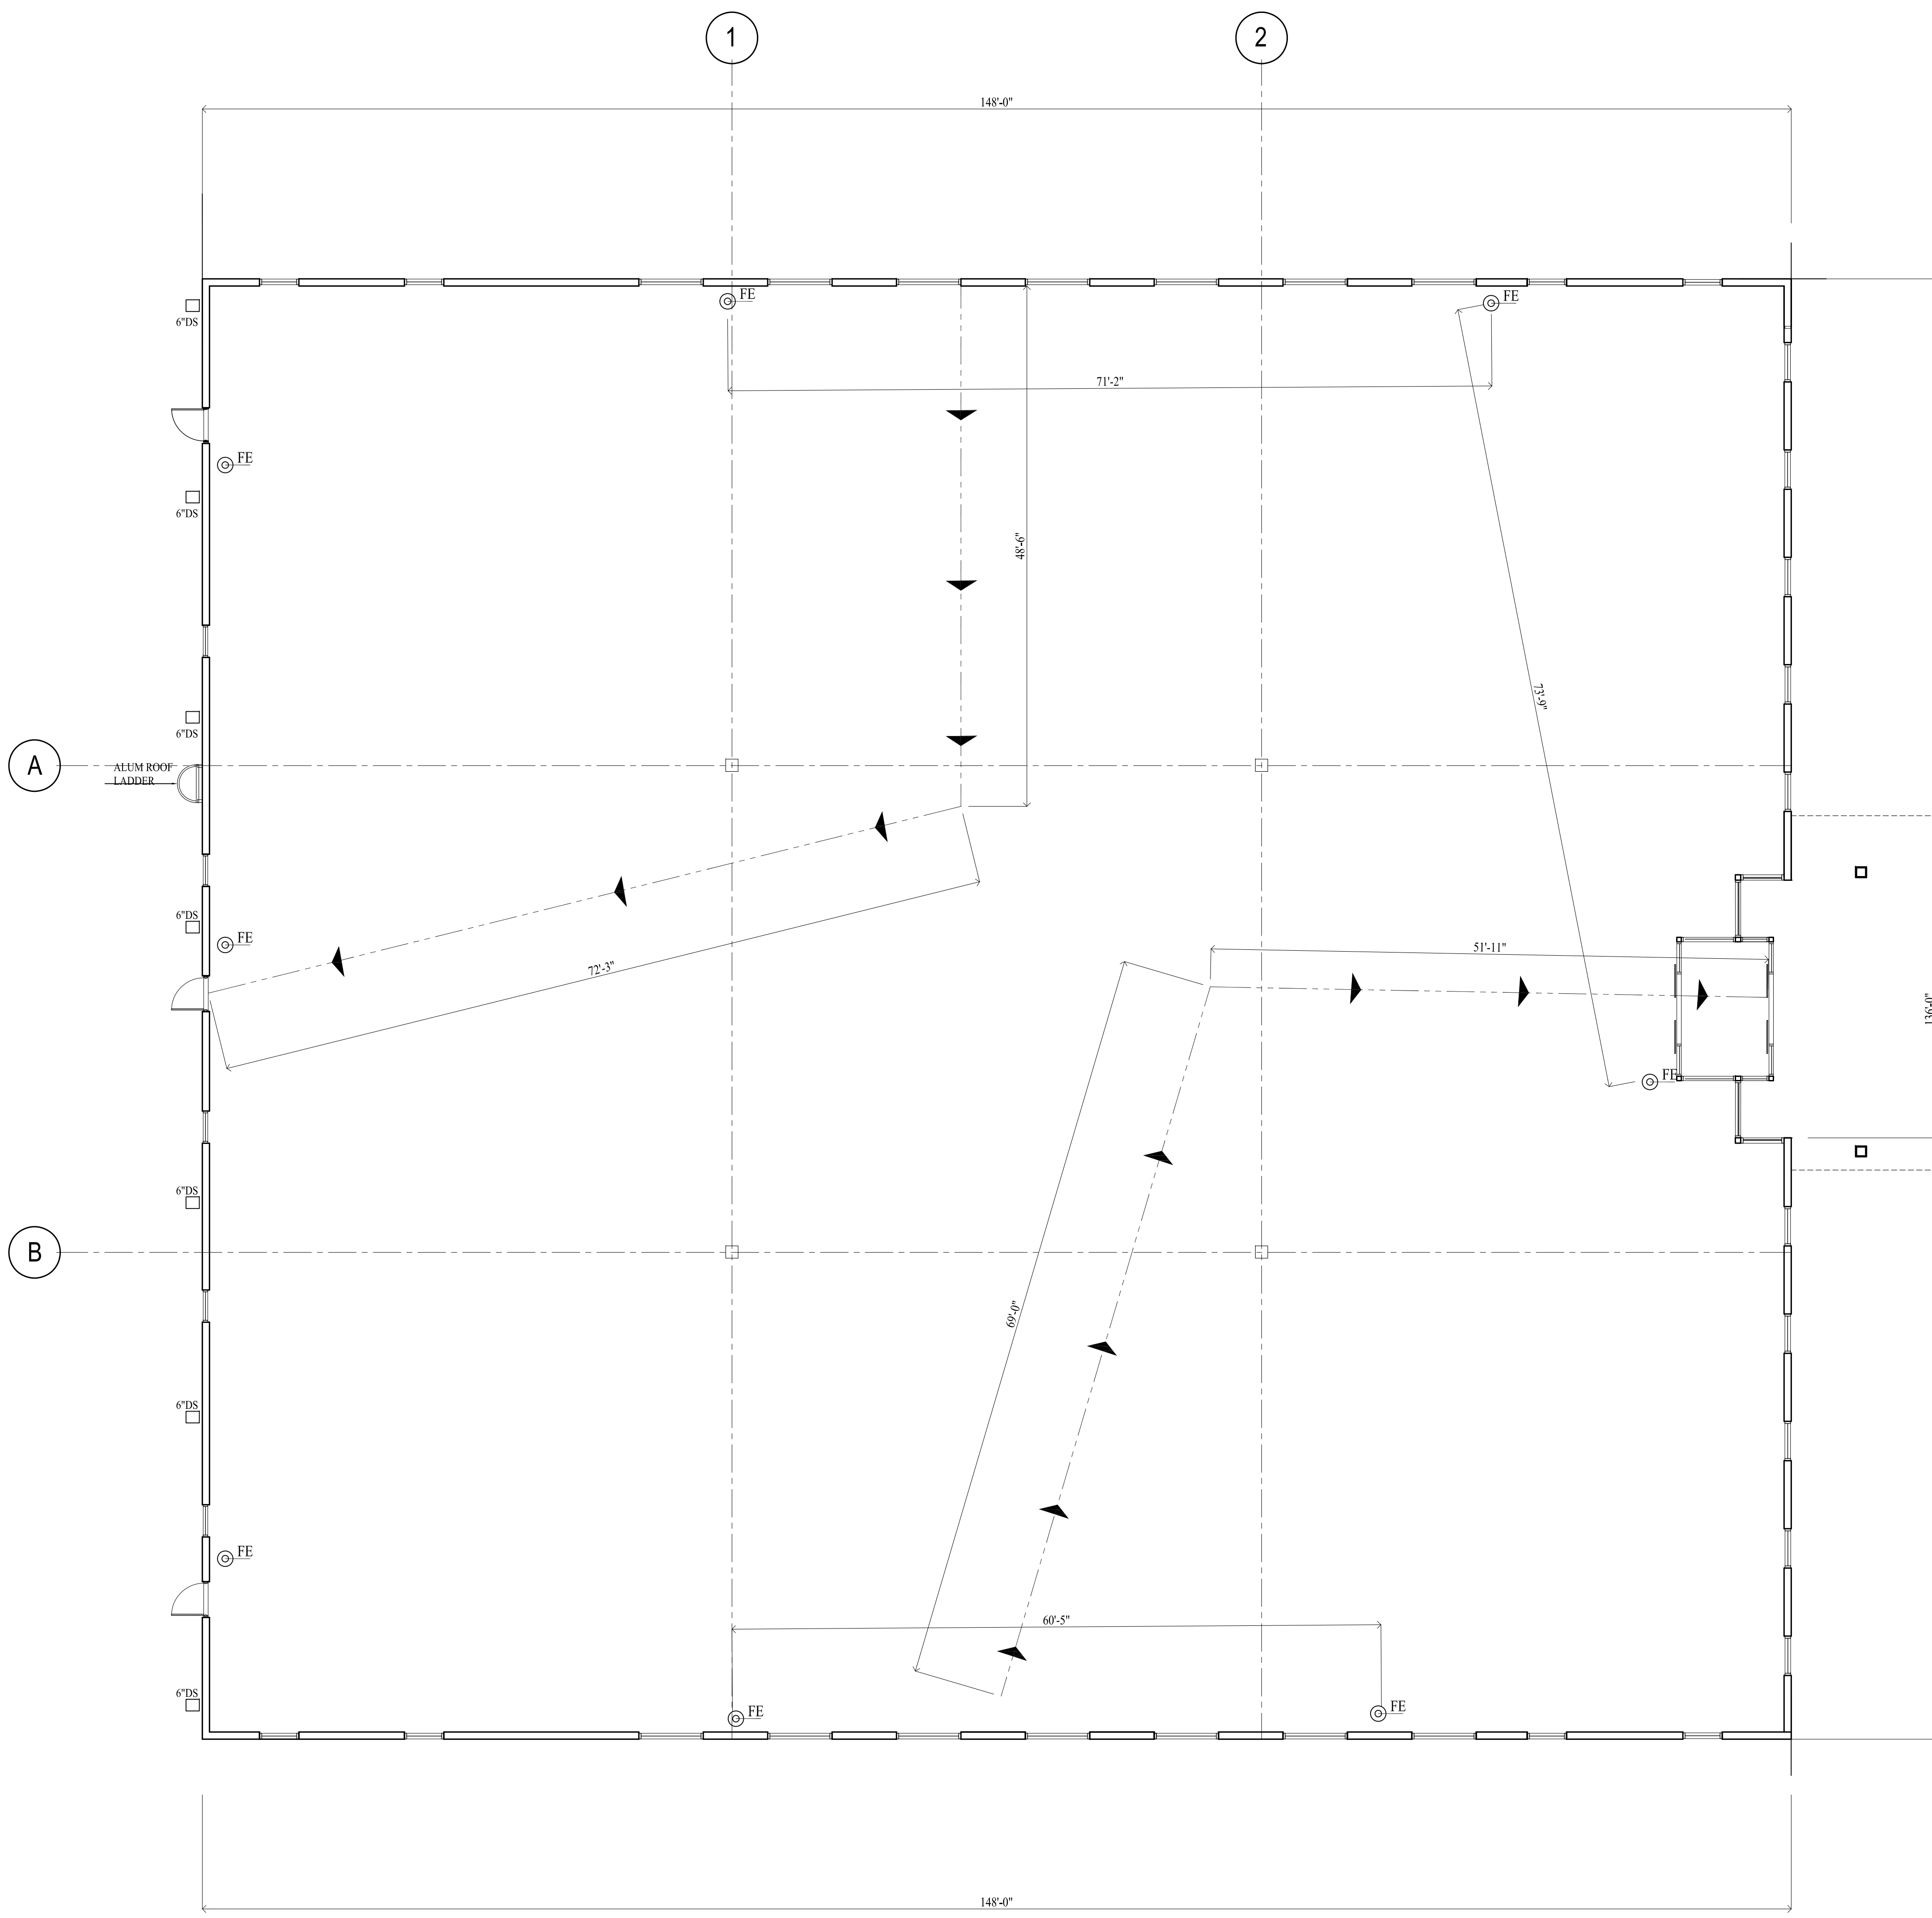 1
2
148'-0"
FE
FE
6"DS
71'-2"
FE
6"DS
48'-6"
73'-9"
6"DS
A
ALUM ROOF
LADDER
6"DS
FE
51'-11"
72'-3"
136'-0"
FE
6"DS
B
69'-0"
6"DS
FE
60'-5"
6"DS
FE
FE
148'-0"